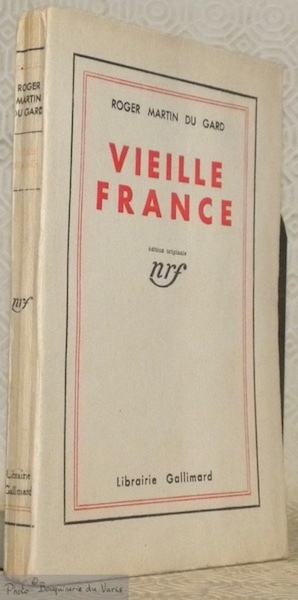 ROGER
MARTIN
DU GARD
nrf
Librairie
Gallimard
ROGER MARTIN DU GARD
VIEILLE
FRANCE
édition originale
nrf
Librairie Gallimard
Photo Bouquinerie du Varis